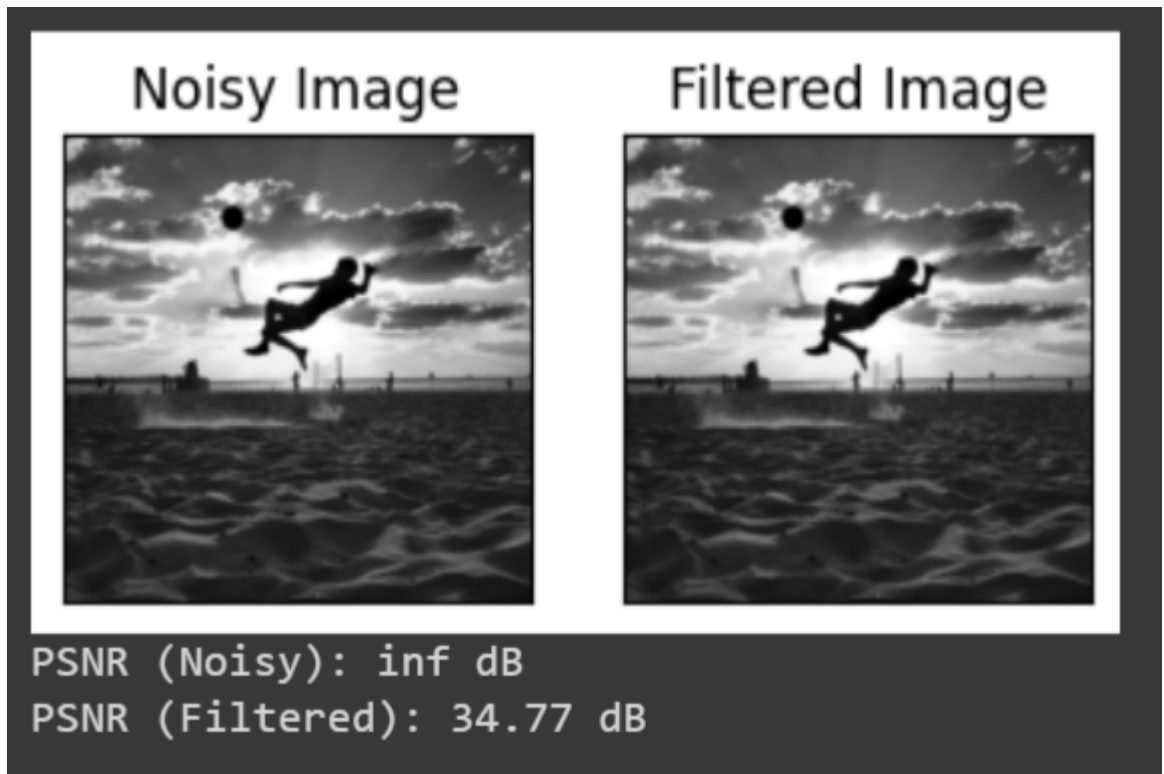 Noisy Image
Filtered Image
PSNR (Noisy): inf dB
PSNR (Filtered): 34.77 dB